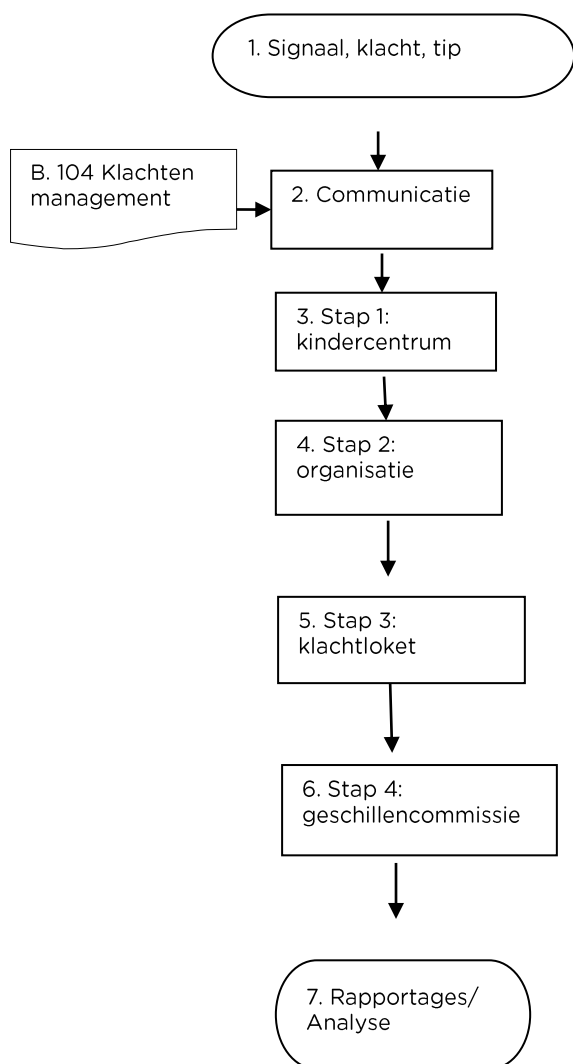 1. Signaal, klacht, tip
B. 104 Klachten
management
2. Communicatie
3. Stap 1:
kindercentrum
4. Stap 2:
organisatie
5. Stap 3:
klachtloket
6. Stap 4:
geschillencommissie
7. Rapportages/
Analyse